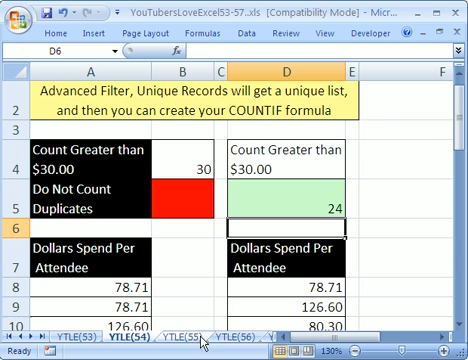 YouTubersLoveExcel53-57..xls [Compatibility Mode] - Micr...
Home Insert Page Layout Formulas Data Review View Developer
D6 fx
A B C D E F
2 Advanced Filter, Unique Records will get a unique list,
and then you can create your COUNTIF formula
3
4 Count Greater than $30.00 30 Count Greater than $30.00
5 Do Not Count Duplicates 24
6
7 Dollars Spend Per Attendee Dollars Spend Per Attendee
8 78.71 78.71
9 78.71 126.60
10 126.60 80.30
YTLE(53) YTLE(54) YTLE(55) YTLE(56)
Ready 130%